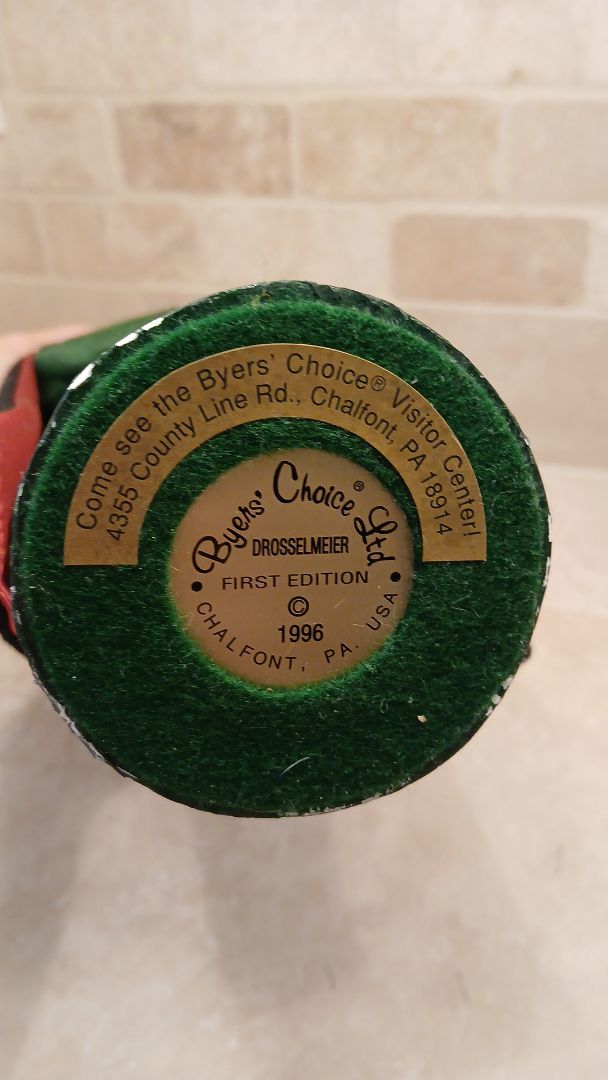 Come see the Byers' Choice® Visitor Center!
4355 County Line Rd., Chalfont, PA 18914
Byers' Choice® Ltd
DROSSELMEIER
FIRST EDITION
©
1996
• CHALFONT, PA. USA •